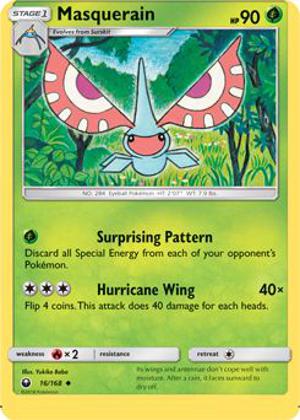 STAGE 1
Masquerain
HP 90
Evolves from Surskit
NO. 284 Eyeball Pokémon HT: 2'07" WT: 7.9 lbs.
Surprising Pattern
Discard all Special Energy from each of your opponent's
Pokémon.
Hurricane Wing 40×
Flip 4 coins. This attack does 40 damage for each heads.
weakness × 2 resistance retreat
Illus. Yukiko Baba
16/168
©2018 Pokémon
Its wings and antennae don't cope well with
moisture. After a rain, it faces sunward to
dry off.